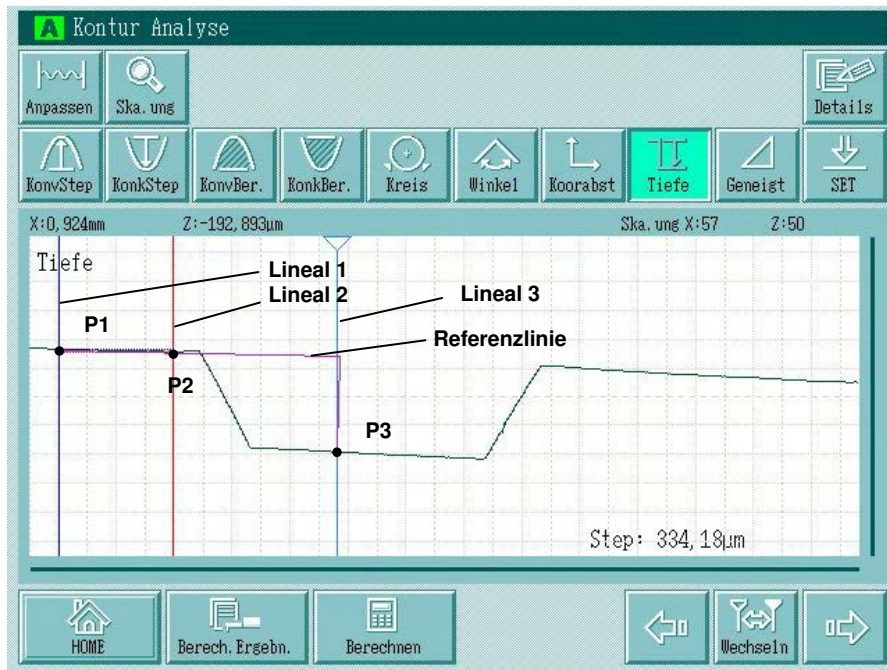 A Kontur Analyse
Anpassen
Ska.ung
Details
KonvStep
KonkStep
KonvBer.
KonkBer.
Kreis
Winkel
Koorabst
Tiefe
Geneigt
SET
X:0,924mm Z:-192,893µm Ska.ung X:57 Z:50
Tiefe
Lineal 1
Lineal 2
Lineal 3
P1
Referenzlinie
P2
P3
Step: 334,18µm
HOME
Berech.Ergebn.
Berechnen
Wechseln